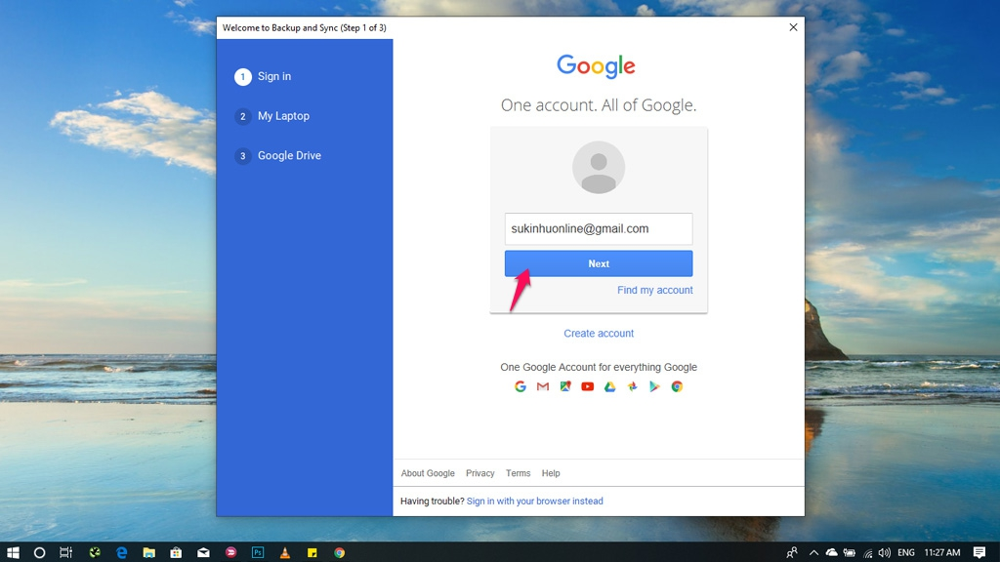 Welcome to Backup and Sync (Step 1 of 3)
1 Sign in
2 My Laptop
3 Google Drive
Google
One account. All of Google.
sukinhuonline@gmail.com
Next
Find my account
Create account
One Google Account for everything Google
About Google Privacy Terms Help
Having trouble? Sign in with your browser instead
Ps ENG 11:27 AM